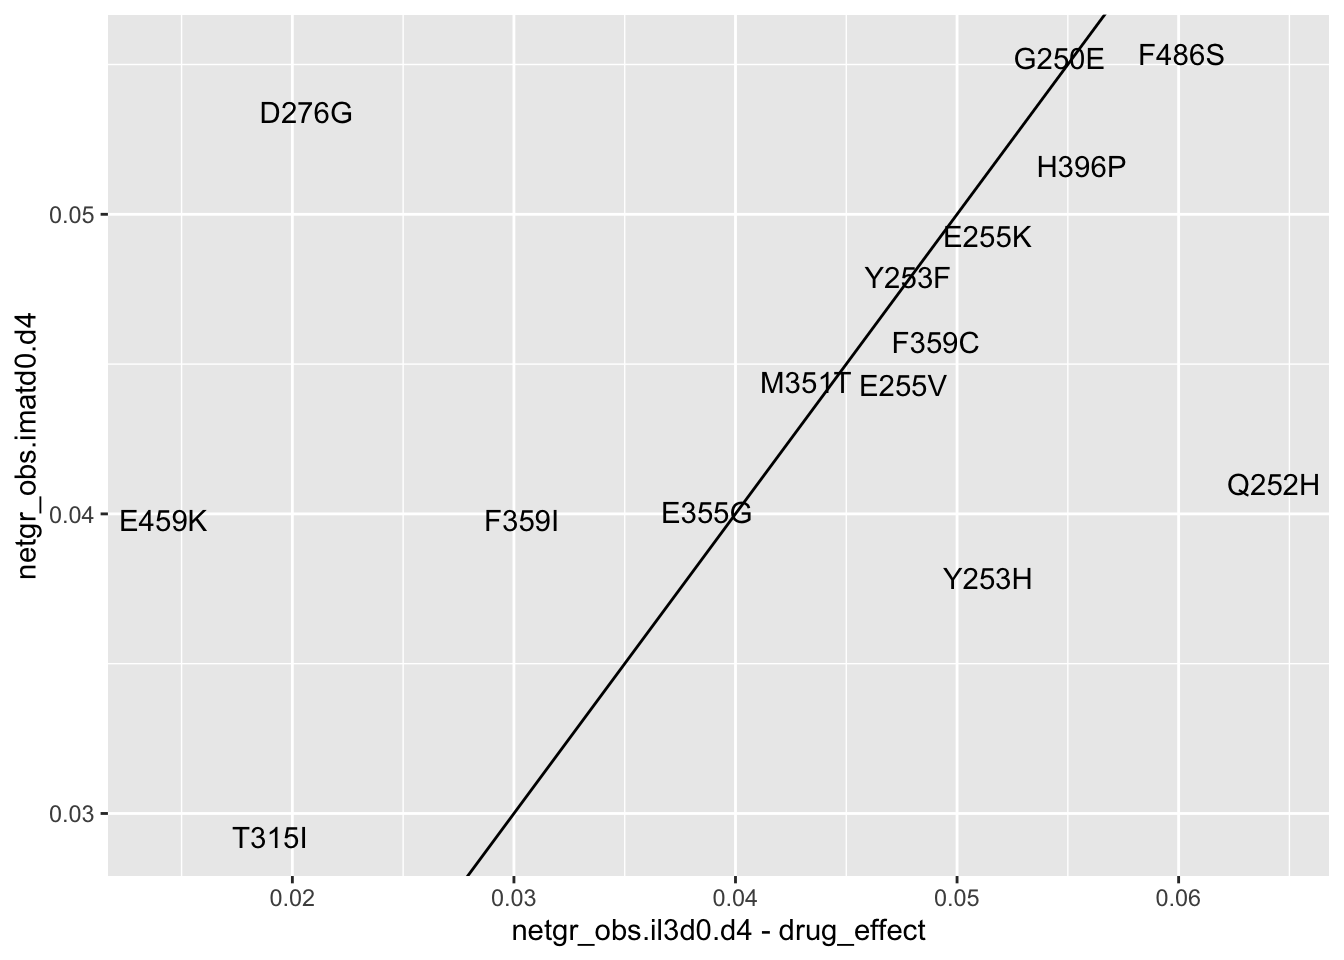 G250E
F486S
D276G
H396P
0.05
E255K
Y253F
F359C
M351T
E255V
Q252H
0.04
E459K
F359I
E355G
Y253H
0.03
T315I
0.02
0.03
0.04
0.05
0.06
netgr_obs.il3d0.d4 - drug_effect
netgr_obs.imatd0.d4